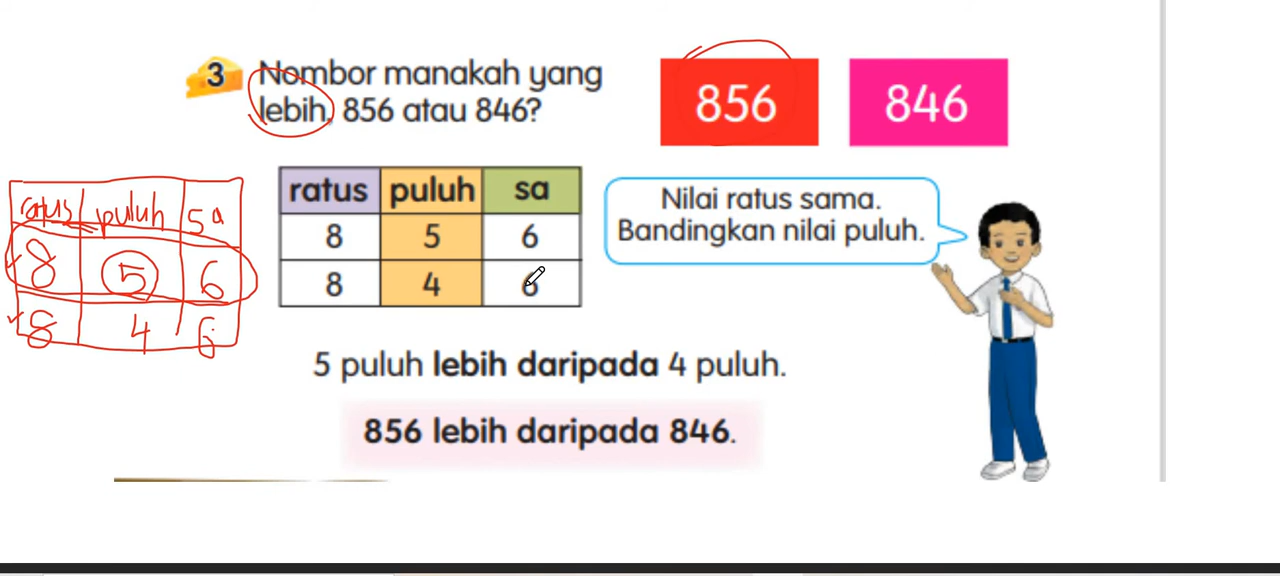 3 Nombor manakah yang
lebih, 856 atau 846?
856
846
ratus puluh sa
8 5 6
8 4 6
ratus puluh sa
8 5 6
8 4 6
Nilai ratus sama.
Bandingkan nilai puluh.
5 puluh lebih daripada 4 puluh.
856 lebih daripada 846.